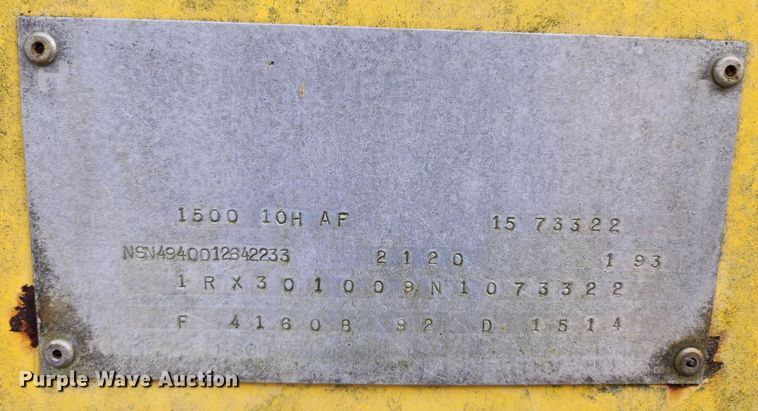 1500 10H AF 15 73322
NSN4940012642233 2120 1 93
1RX301009N1073322
F 41608 92 D 1514
Purple Wave Auction